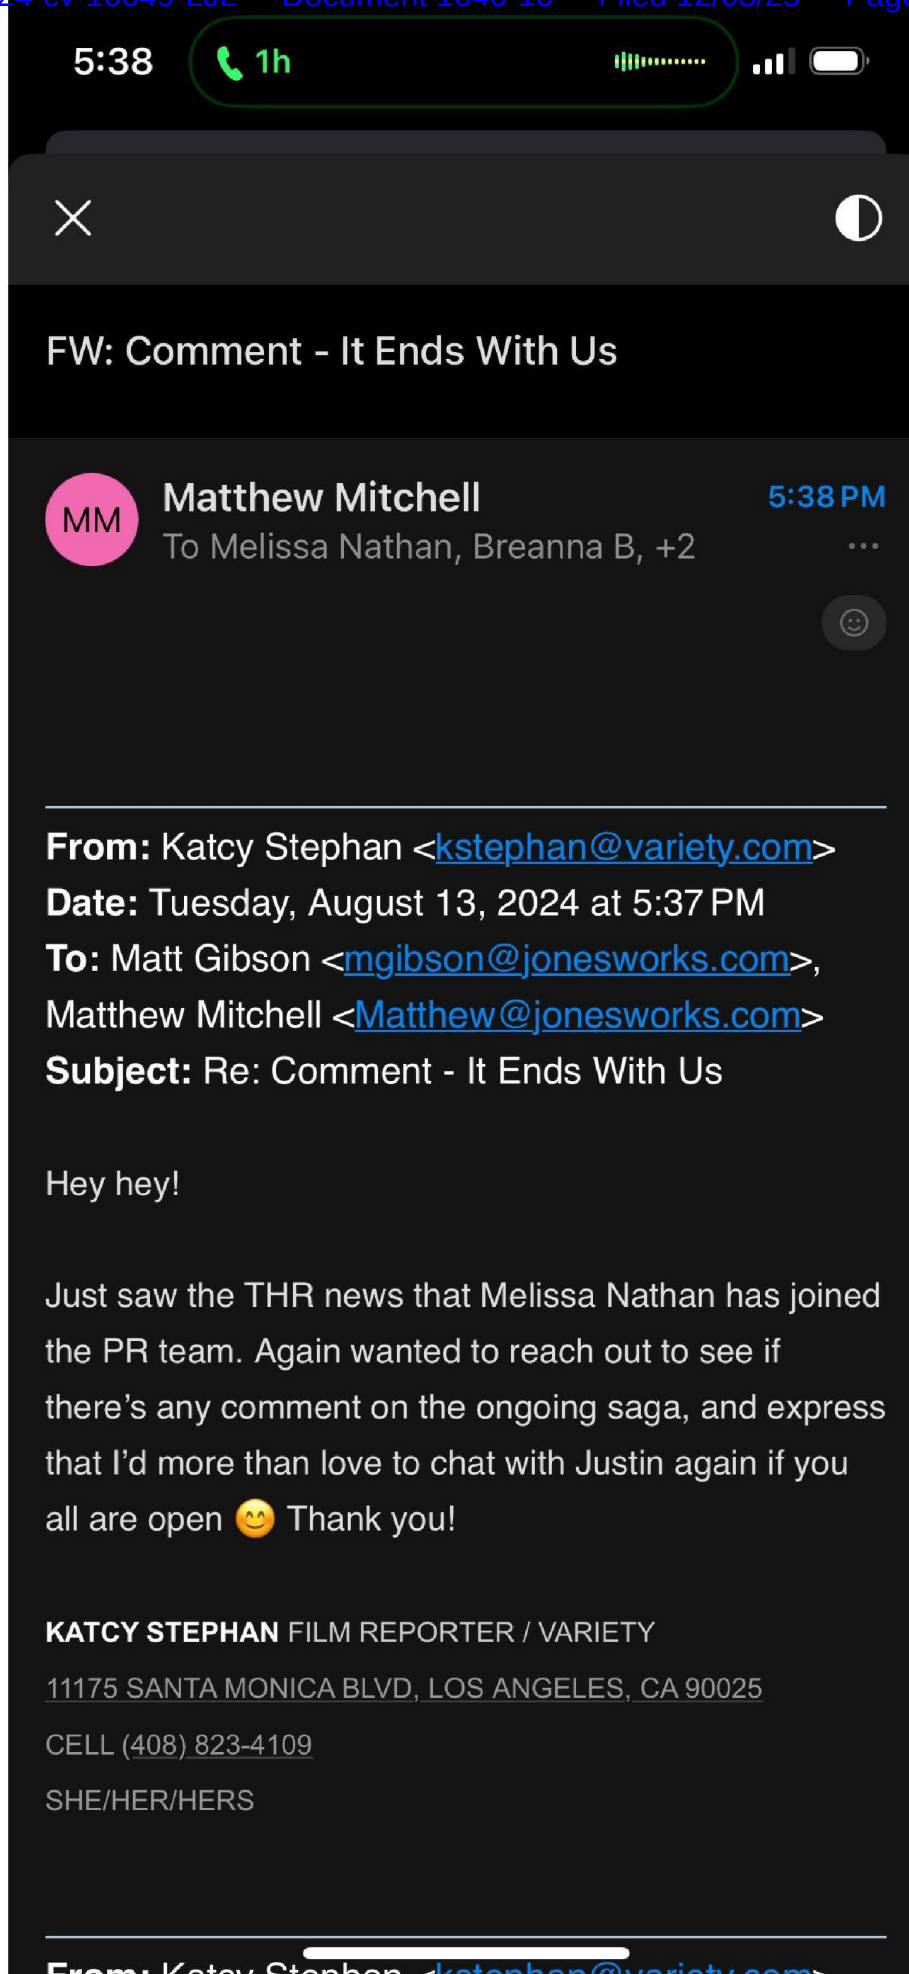 5:38 1h
FW: Comment - It Ends With Us
MM
Matthew Mitchell 5:38 PM
To Melissa Nathan, Breanna B, +2
From: Katcy Stephan <kstephan@variety.com>
Date: Tuesday, August 13, 2024 at 5:37 PM
To: Matt Gibson <mgibson@jonesworks.com>,
Matthew Mitchell <Matthew@jonesworks.com>
Subject: Re: Comment - It Ends With Us
Hey hey!
Just saw the THR news that Melissa Nathan has joined
the PR team. Again wanted to reach out to see if
there’s any comment on the ongoing saga, and express
that I’d more than love to chat with Justin again if you
all are open 😊 Thank you!
KATCY STEPHAN FILM REPORTER / VARIETY
11175 SANTA MONICA BLVD, LOS ANGELES, CA 90025
CELL (408) 823-4109
SHE/HER/HERS
From: Katcy Stephan <kstephan@variety.com>